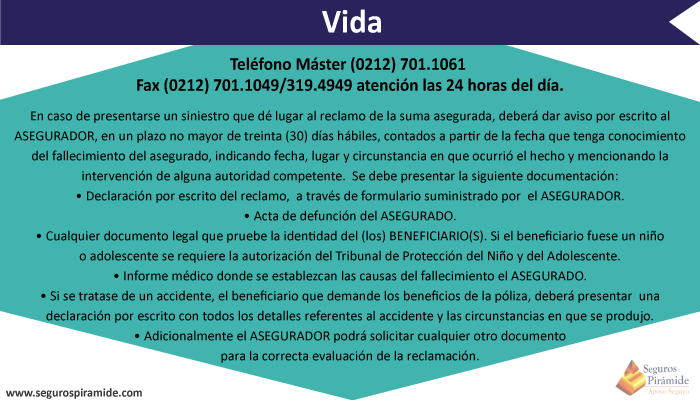 Vida
Teléfono Máster (0212) 701.1061
Fax (0212) 701.1049/319.4949 atención las 24 horas del día.
En caso de presentarse un siniestro que dé lugar al reclamo de la suma asegurada, deberá dar aviso por escrito al
ASEGURADOR, en un plazo no mayor de treinta (30) días hábiles, contados a partir de la fecha que tenga conocimiento
del fallecimiento del asegurado, indicando fecha, lugar y circunstancia en que ocurrió el hecho y mencionando la
intervención de alguna autoridad competente. Se debe presentar la siguiente documentación:
• Declaración por escrito del reclamo, a través de formulario suministrado por el ASEGURADOR.
• Acta de defunción del ASEGURADO.
• Cualquier documento legal que pruebe la identidad del (los) BENEFICIARIO(S). Si el beneficiario fuese un niño
o adolescente se requiere la autorización del Tribunal de Protección del Niño y del Adolescente.
• Informe médico donde se establezcan las causas del fallecimiento el ASEGURADO.
• Si se tratase de un accidente, el beneficiario que demande los beneficios de la póliza, deberá presentar una
declaración por escrito con todos los detalles referentes al accidente y las circunstancias en que se produjo.
• Adicionalmente el ASEGURADOR podrá solicitar cualquier otro documento
para la correcta evaluación de la reclamación.
www.segurospiramide.com
Seguros
Pirámide
Apoyo Seguro